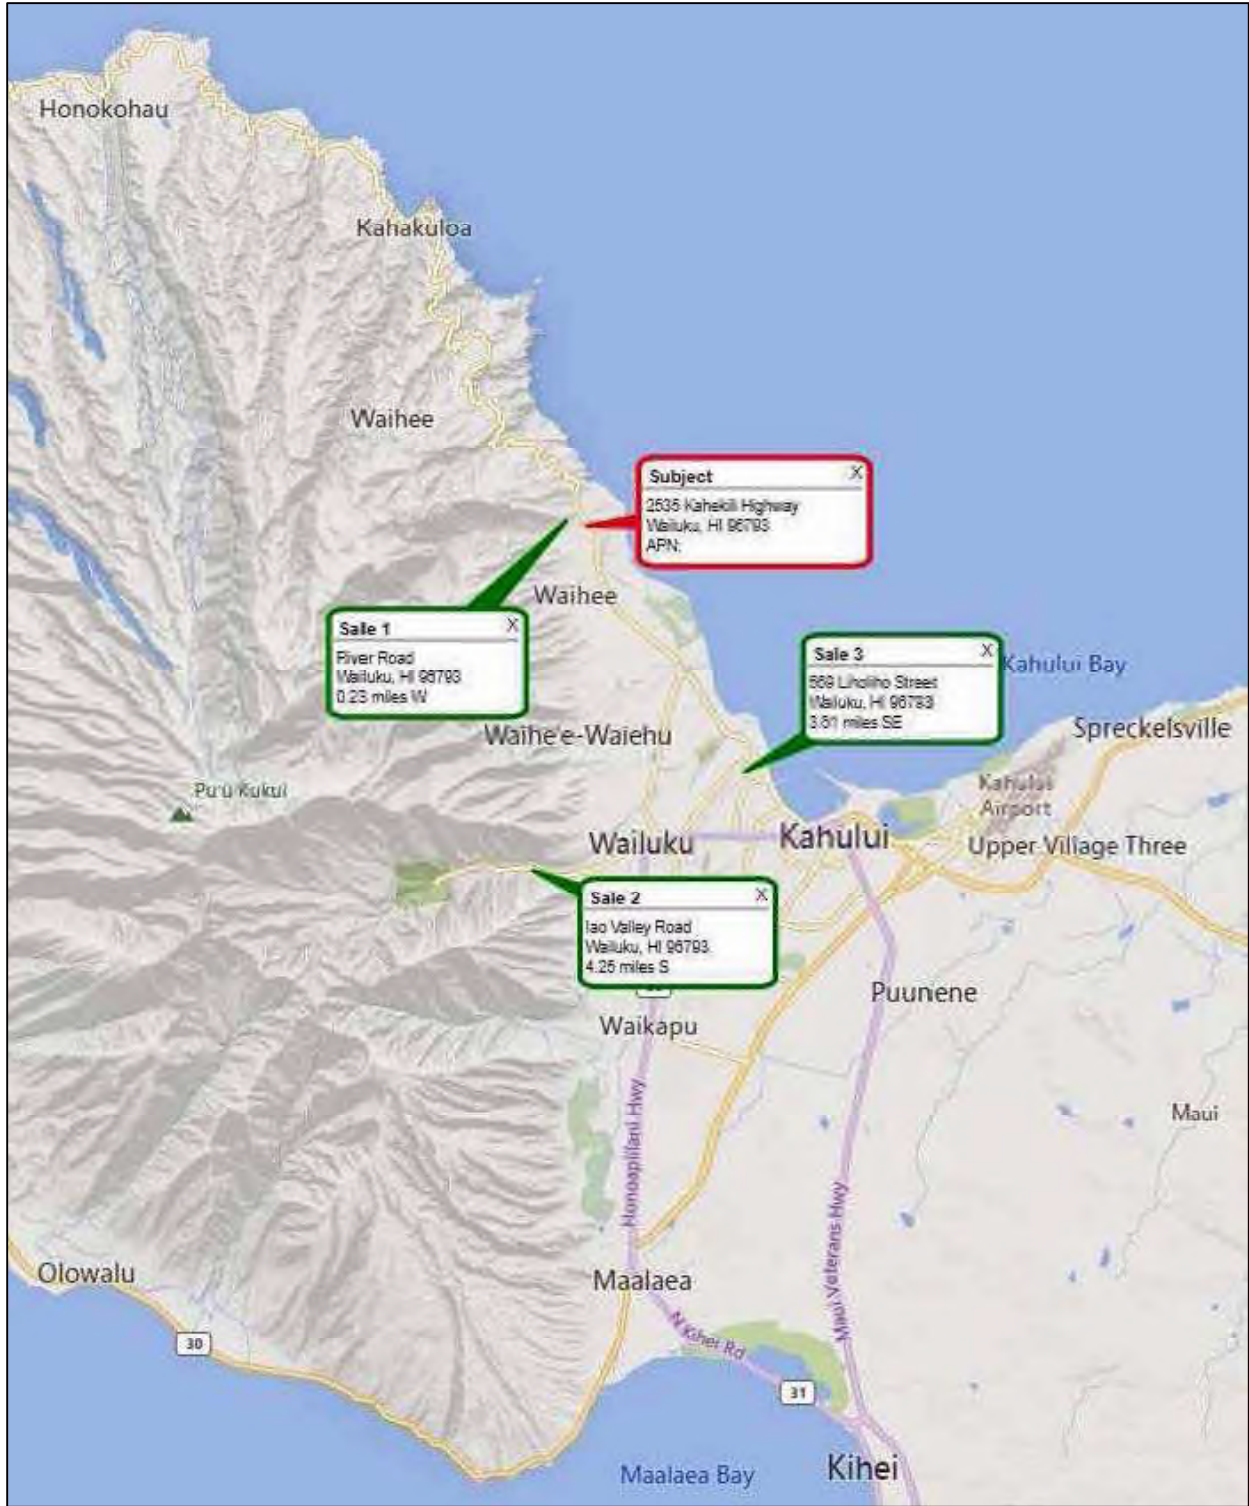 Honokohau
Kahakuloa
Waihee
Subject X
2535 Kahekili Highway
Wailuku, HI 96793
APN:
Waihee
Sale 1 X
River Road
Wailuku, HI 96793
0.23 miles W
Sale 3 X
569 Liholiho Street
Wailuku, HI 96793
3.61 miles SE
Kahului Bay
Spreckelsville
Waihe'e-Waiehu
Pu'u Kukui
Kahului
Airport
Wailuku
Kahului
Upper Village Three
Sale 2 X
Iao Valley Road
Wailuku, HI 96793
4.25 miles S
Puunene
Waikapu
Maui
Honoapiilani Hwy
Maui Veterans Hwy
Olowalu
Maalaea
30
N Kihei Rd
31
Maalaea Bay
Kihei